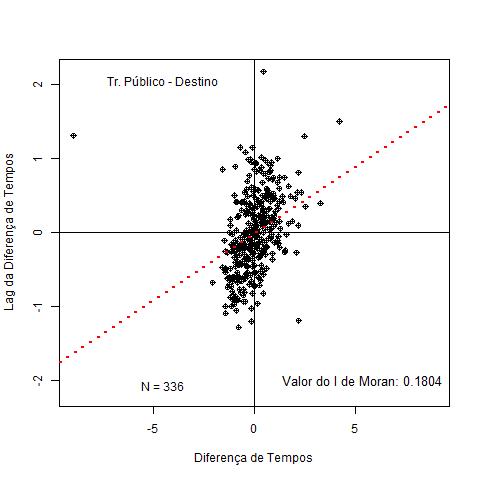 Tr. Público - Destino
2
1
0
-1
-2
Lag da Diferença de Tempos
N = 336
Valor do I de Moran: 0.1804
-5
0
5
Diferença de Tempos